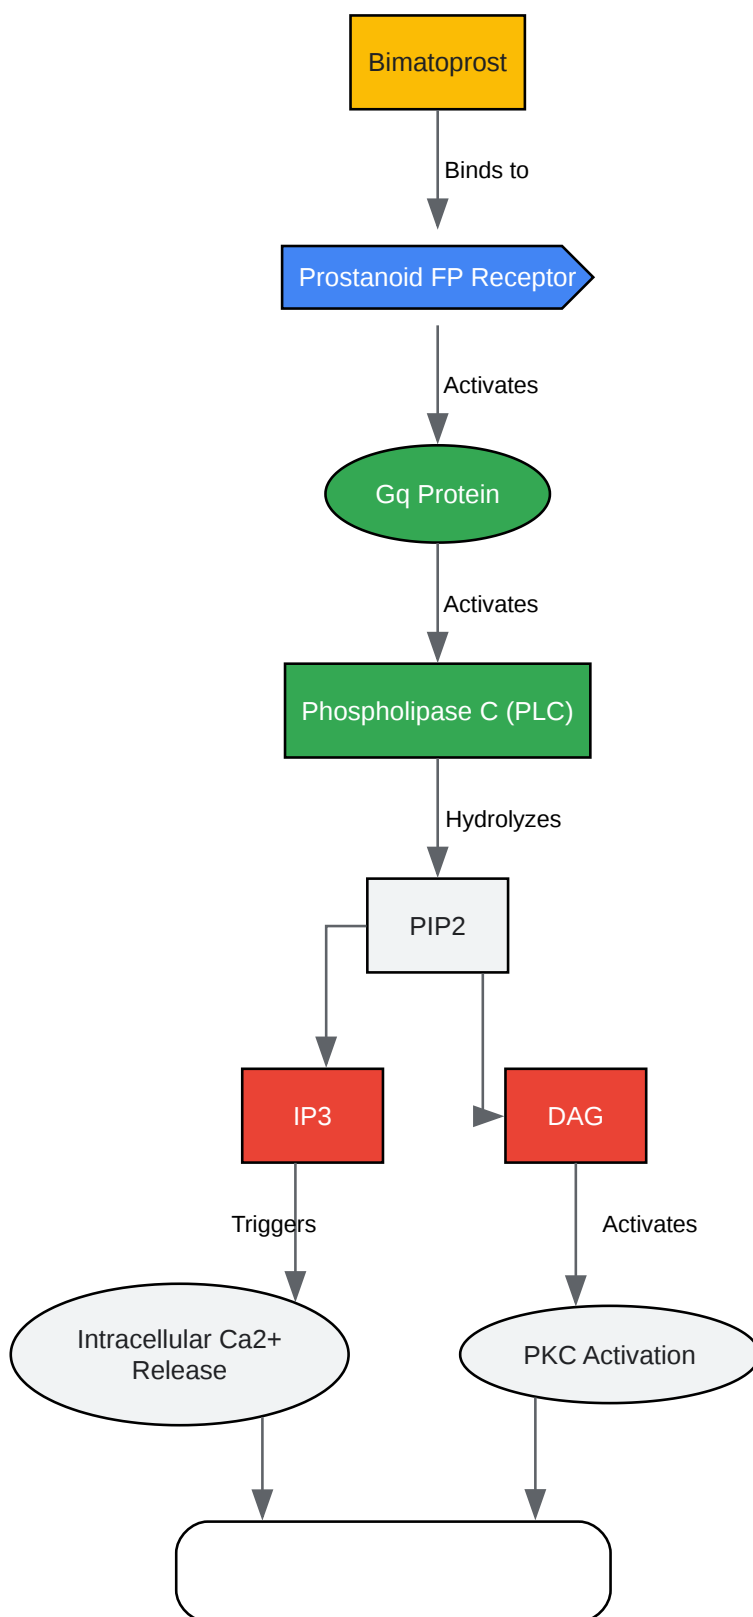 Bimatoprost
Binds to
Prostanoid FP Receptor
Activates
Gq Protein
Activates
Phospholipase C (PLC)
Hydrolyzes
PIP2
IP3
DAG
Triggers
Activates
Intracellular Ca2+
Release
PKC Activation